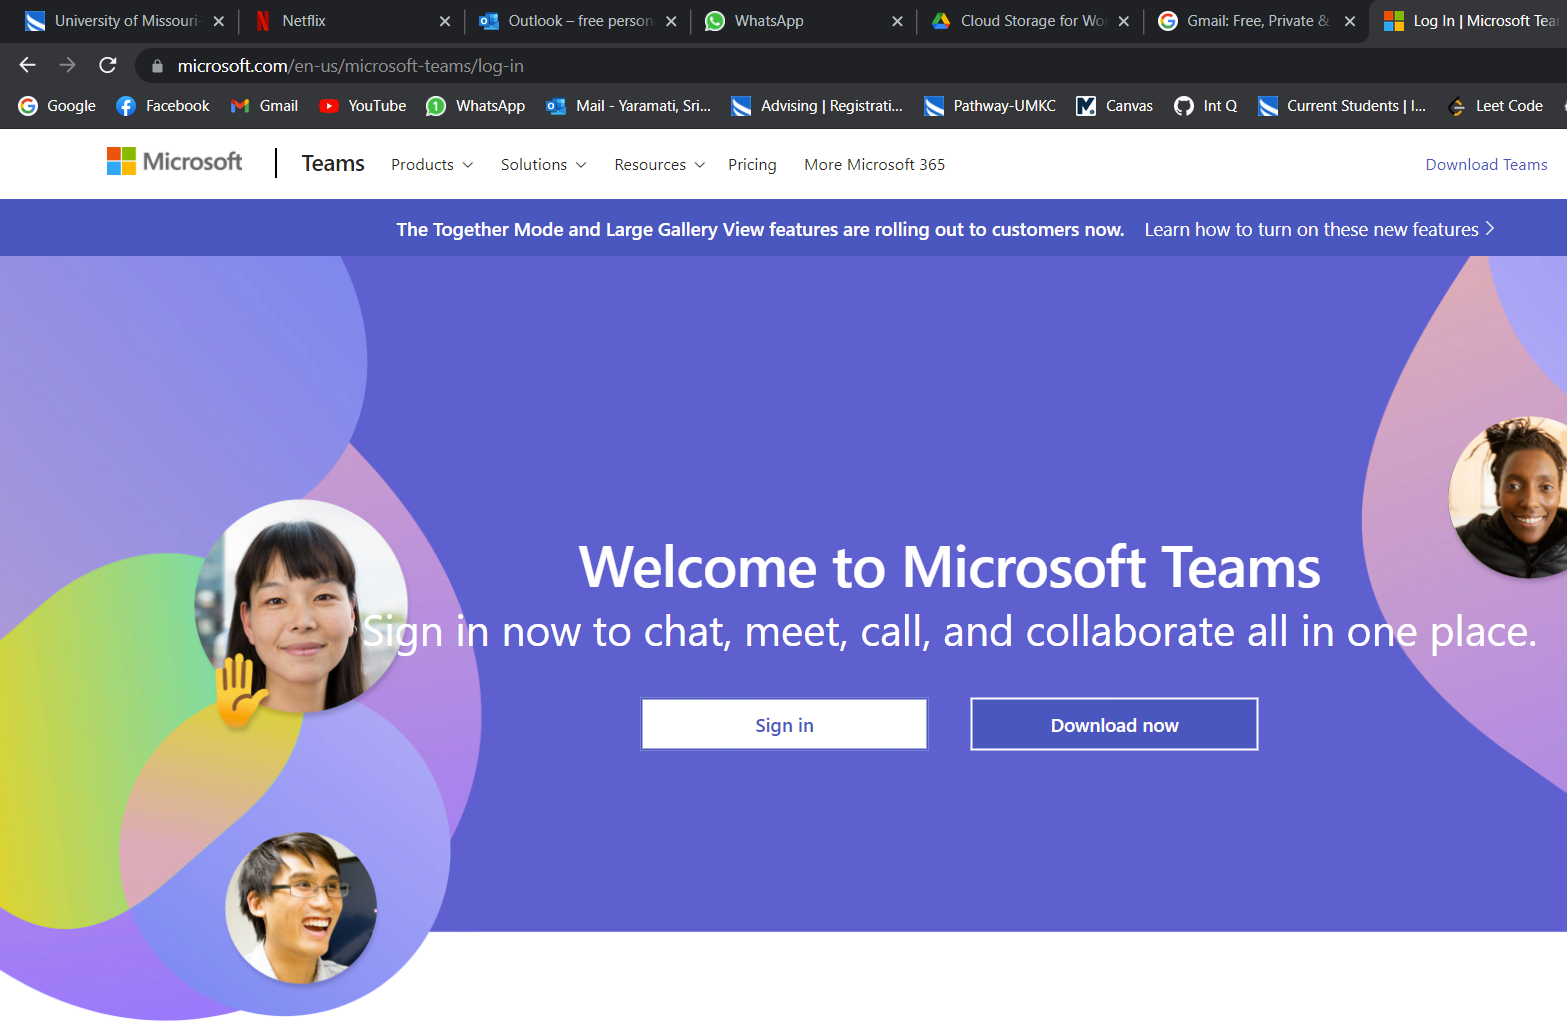 University of Missouri- Netflix Outlook – free person WhatsApp Cloud Storage for Wo Gmail: Free, Private & Log In | Microsoft Tea
microsoft.com/en-us/microsoft-teams/log-in
Google Facebook Gmail YouTube WhatsApp Mail - Yaramati, Sri... Advising | Registrati... Pathway-UMKC Canvas Int Q Current Students | I... Leet Code
Microsoft Teams Products Solutions Resources Pricing More Microsoft 365 Download Teams
The Together Mode and Large Gallery View features are rolling out to customers now. Learn how to turn on these new features
Welcome to Microsoft Teams
Sign in now to chat, meet, call, and collaborate all in one place.
Sign in Download now